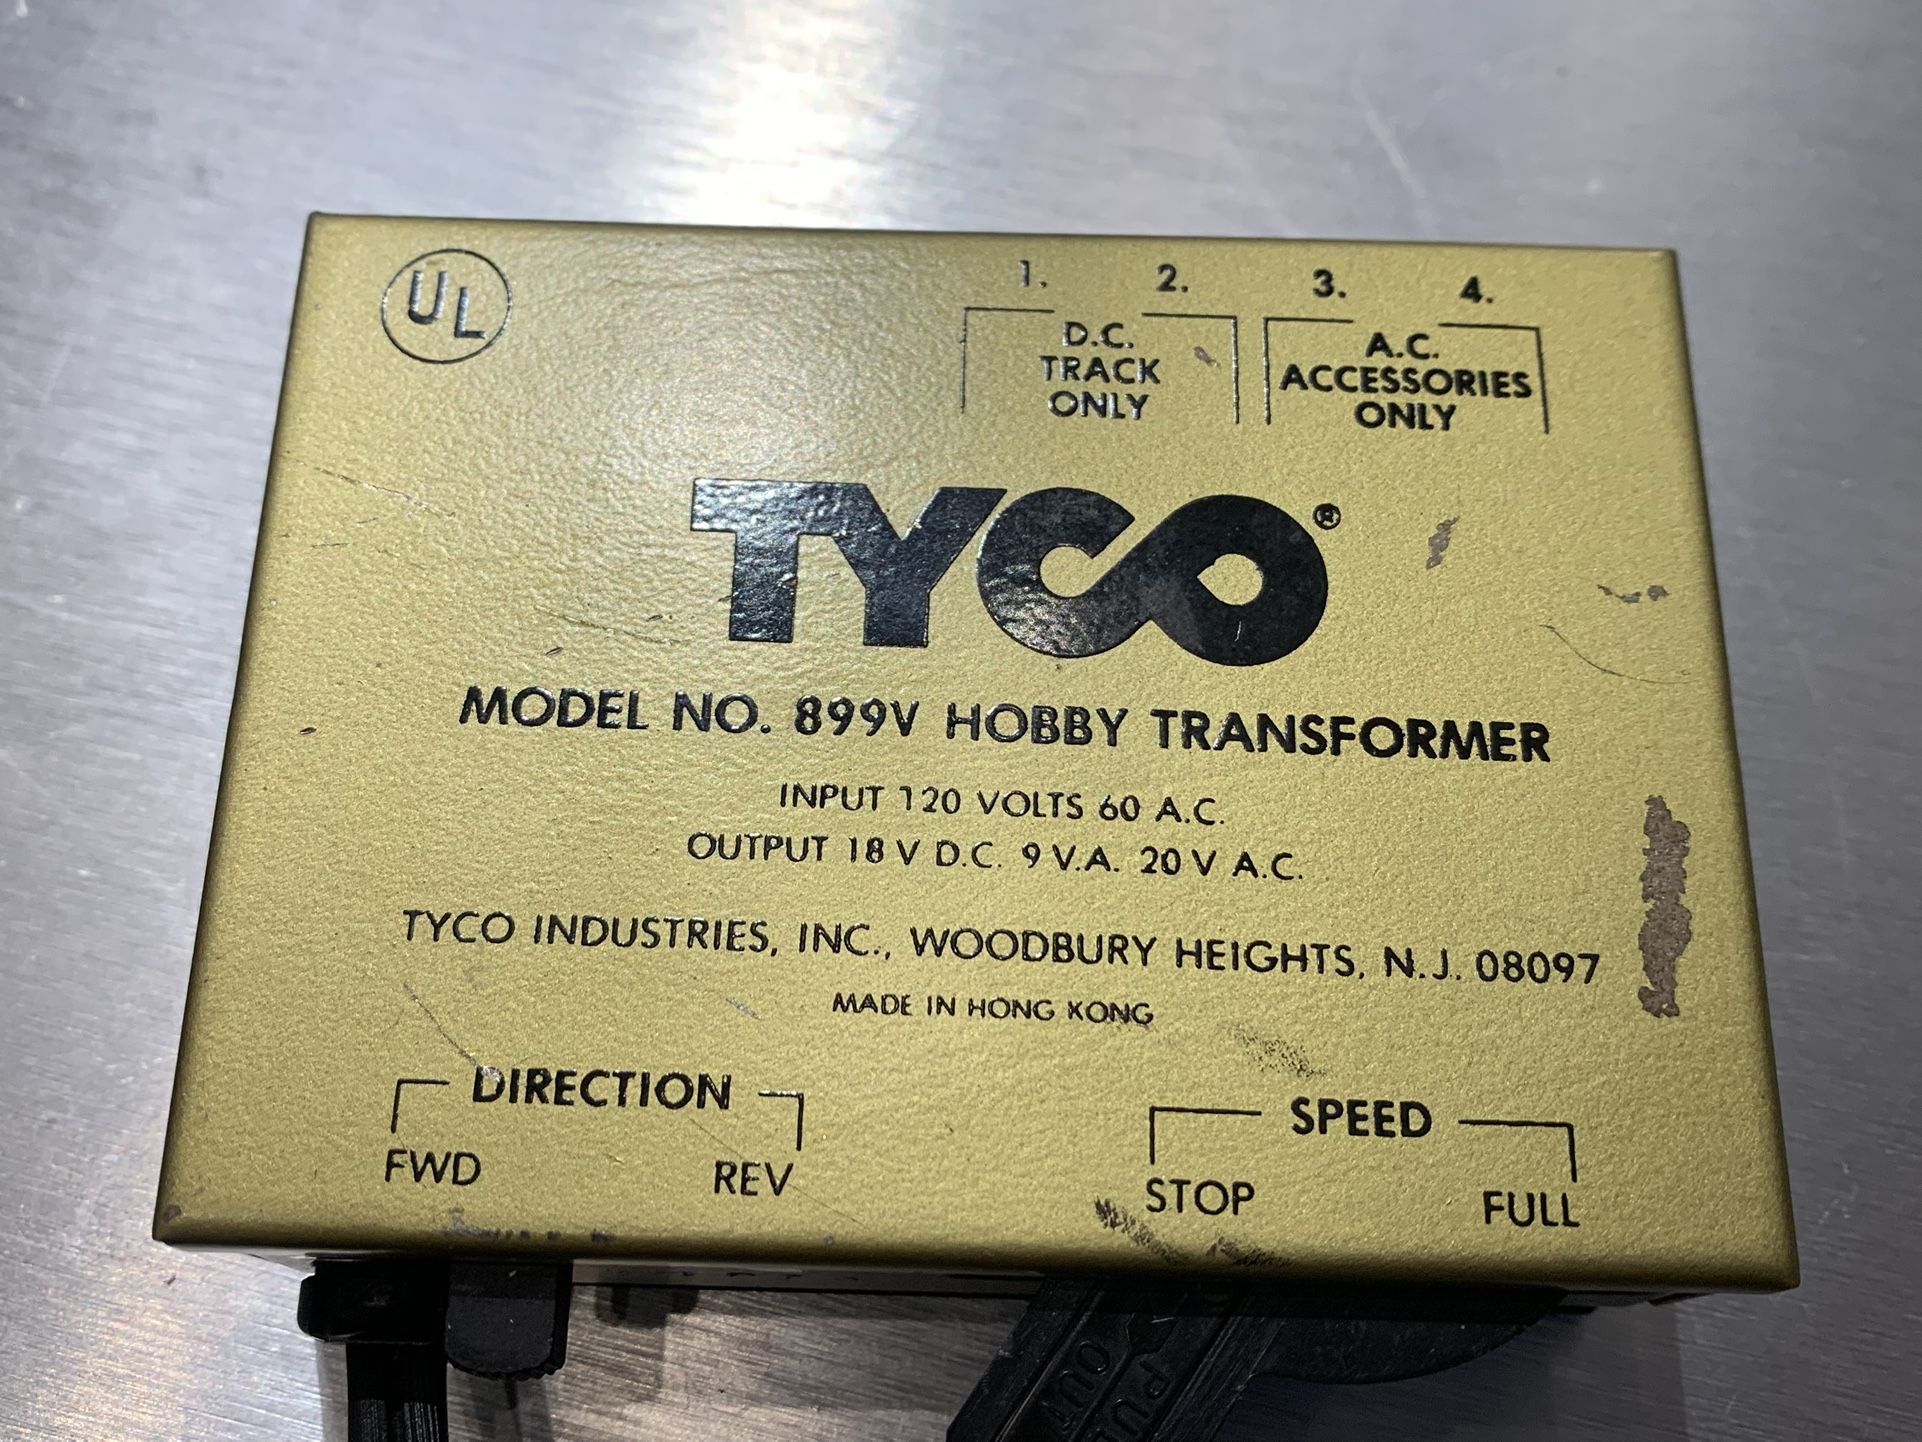 UL
1. 2. 3. 4.
D.C.
TRACK
ONLY
A.C.
ACCESSORIES
ONLY
TYCO®
MODEL NO. 899V HOBBY TRANSFORMER
INPUT 120 VOLTS 60 A.C.
OUTPUT 18 V D.C. 9 V.A. 20 V A.C.
TYCO INDUSTRIES, INC., WOODBURY HEIGHTS, N.J. 08097
MADE IN HONG KONG
DIRECTION
FWD REV
SPEED
STOP FULL
OUT